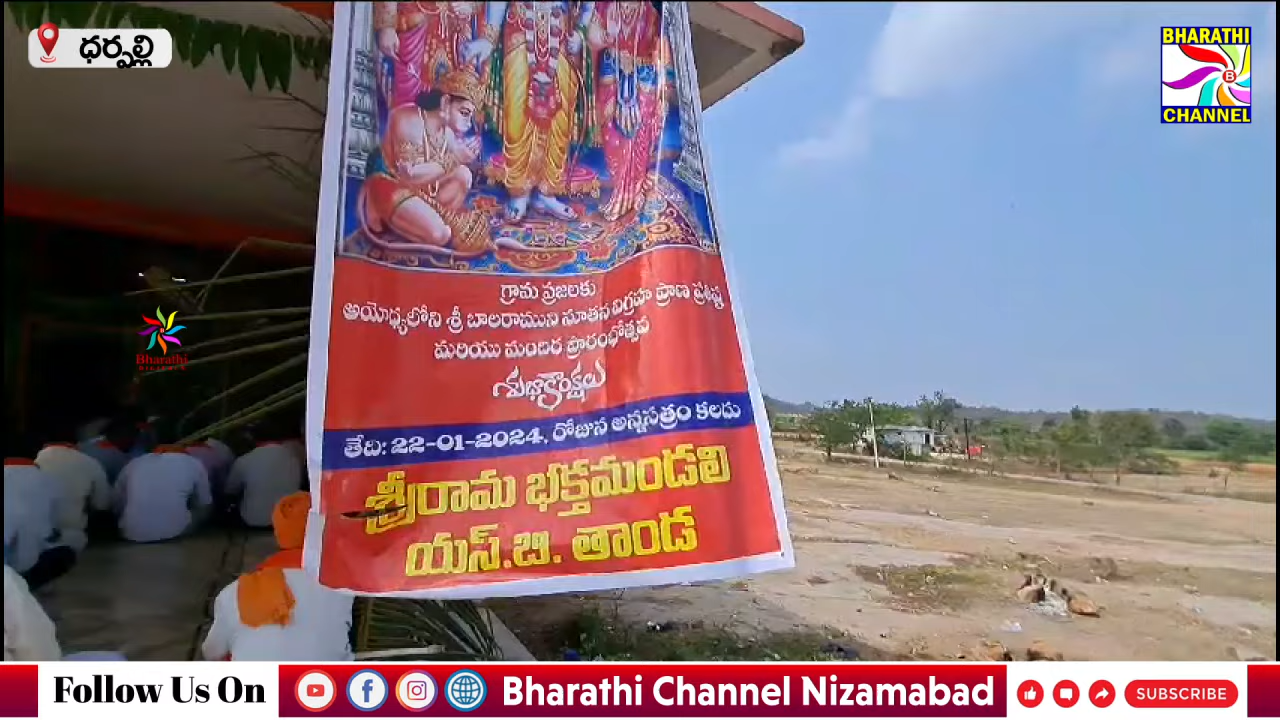 ధర్పల్లి
BHARATHI
B
CHANNEL
గ్రామ ప్రజలకు
అయోధ్యలోని శ్రీ బాలరాముని నూతన విగ్రహ ప్రాణ ప్రతిష్ఠ
మరియు మందిర ప్రారంభోత్సవ
శుభాకాంక్షలు
తేది: 22-01-2024, రోజున అన్నసత్రం కలదు
శ్రీరామ భక్తమండలి
యస్.బి. తాండ
Bharathi
Follow Us On
Bharathi Channel Nizamabad
SUBSCRIBE